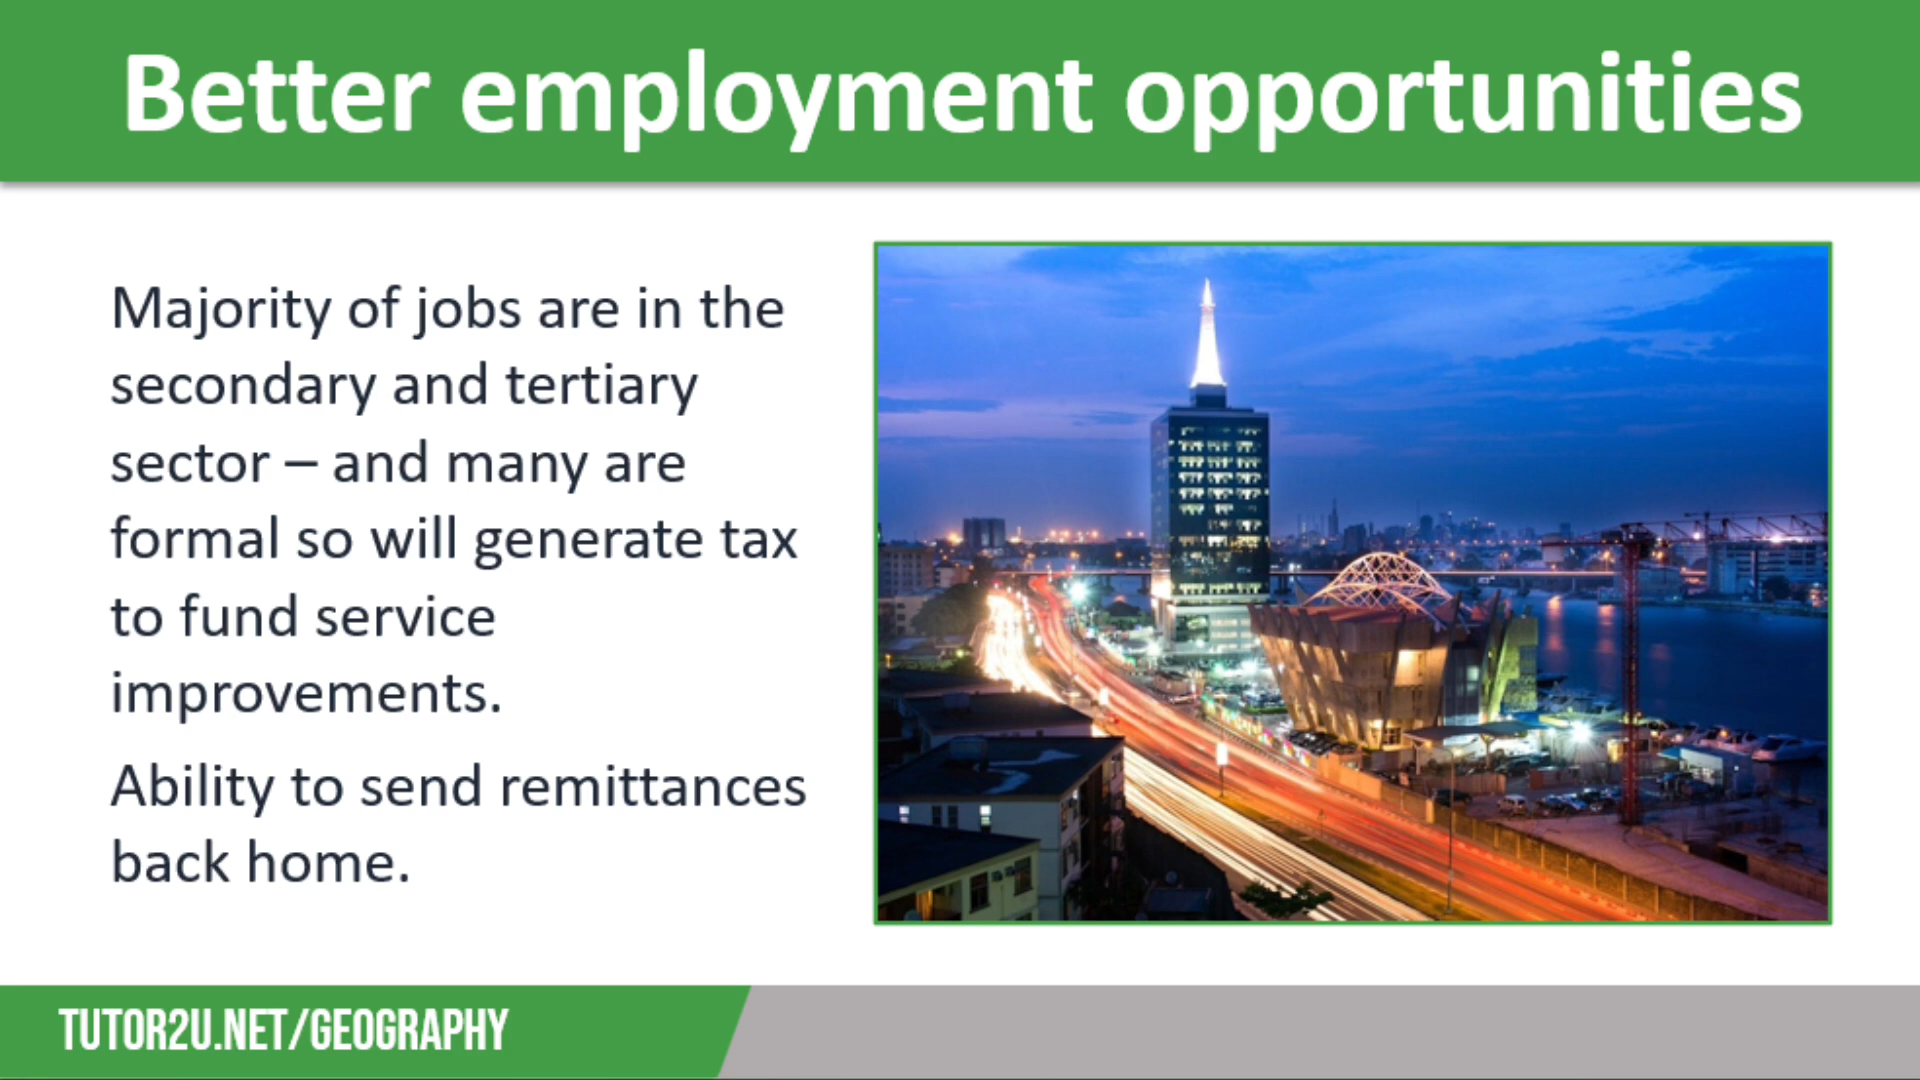 Better employment opportunities
Majority of jobs are in the
secondary and tertiary
sector – and many are
formal so will generate tax
to fund service
improvements.
Ability to send remittances
back home.
TUTOR2U.NET/GEOGRAPHY